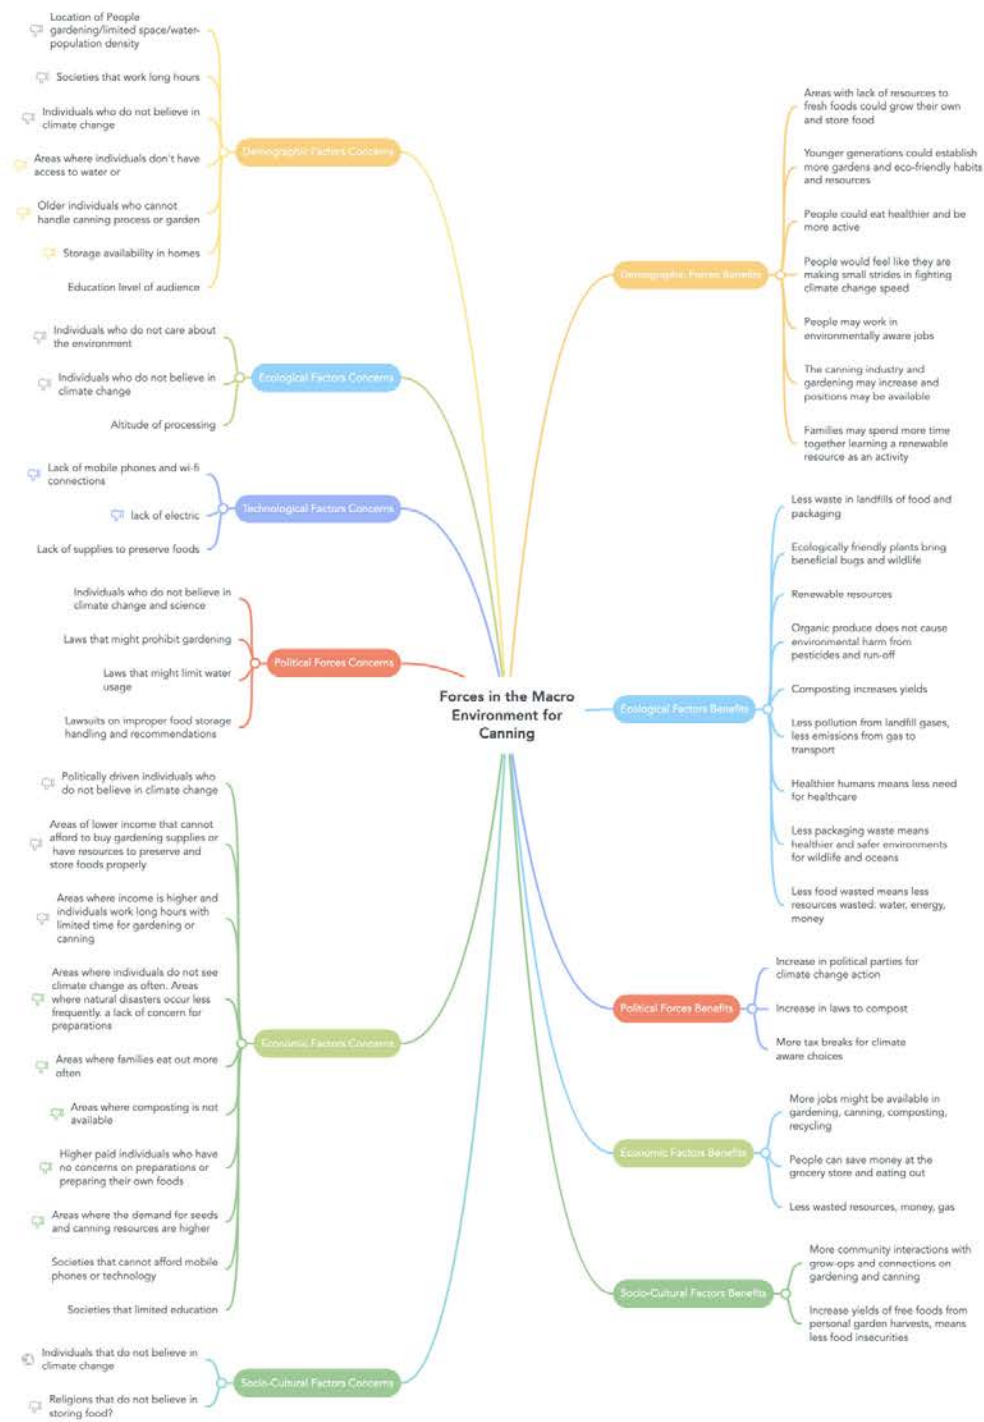 Location of People
gardening/limited space/water-
population density
Societies that work long hours
Individuals who do not believe in
climate change
Areas where individuals don't have
access to water or
Older individuals who cannot
handle canning process or garden
Storage availability in homes
Education level of audience
Demographic Factors Concerns
Individuals who do not care about
the environment
Individuals who do not believe in
climate change
Altitude of processing
Ecological Factors Concerns
Lack of mobile phones and wi-fi
connections
lack of electric
Lack of supplies to preserve foods
Technological Factors Concerns
Individuals who do not believe in
climate change and science
Laws that might prohibit gardening
Laws that might limit water
usage
Lawsuits on improper food storage
handling and recommendations
Political Forces Concerns
Politically driven individuals who
do not believe in climate change
Areas of lower income that cannot
afford to buy gardening supplies or
have resources to preserve and
store foods properly
Areas where income is higher and
individuals work long hours with
limited time for gardening or
canning
Areas where individuals do not see
climate change as often. Areas
where natural disasters occur less
frequently. a lack of concern for
preparations
Areas where families eat out more
often
Areas where composting is not
available
Higher paid individuals who have
no concerns on preparations or
preparing their own foods
Areas where the demand for seeds
and canning resources are higher
Societies that cannot afford mobile
phones or technology
Societies that limited education
Economic Factors Concerns
Individuals that do not believe in
climate change
Religions that do not believe in
storing food?
Socio-Cultural Factors Concerns
Forces in the Macro
Environment for
Canning
Demographic Forces Benefits
Areas with lack of resources to
fresh foods could grow their own
and store food
Younger generations could establish
more gardens and eco-friendly habits
and resources
People could eat healthier and be
more active
People would feel like they are
making small strides in fighting
climate change speed
People may work in
environmentally aware jobs
The canning industry and
gardening may increase and
positions may be available
Families may spend more time
together learning a renewable
resource as an activity
Ecological Factors Benefits
Less waste in landfills of food and
packaging
Ecologically friendly plants bring
beneficial bugs and wildlife
Renewable resources
Organic produce does not cause
environmental harm from
pesticides and run-off
Composting increases yields
Less pollution from landfill gases,
less emissions from gas to
transport
Healthier humans means less need
for healthcare
Less packaging waste means
healthier and safer environments
for wildlife and oceans
Less food wasted means less
resources wasted: water, energy,
money
Political Forces Benefits
Increase in political parties for
climate change action
Increase in laws to compost
More tax breaks for climate
aware choices
Economic Factors Benefits
More jobs might be available in
gardening, canning, composting,
recycling
People can save money at the
grocery store and eating out
Less wasted resources, money, gas
Socio-Cultural Factors Benefits
More community interactions with
grow-ops and connections on
gardening and canning
Increase yields of free foods from
personal garden harvests, means
less food insecurities